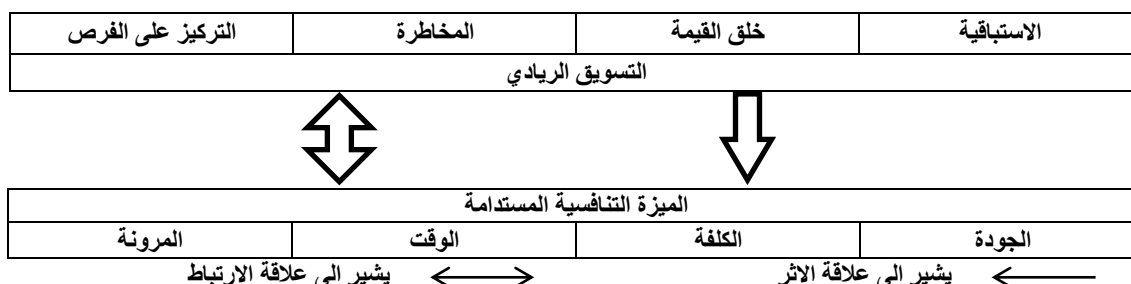 الاستباقية خلق القيمة المخاطرة التركيز على الفرص
التسويق الريادي
الميزة التنافسية المستدامة
الجودة الكلفة الوقت المرونة
يشير الى علاقة الاثر يشير الى علاقة الارتباط